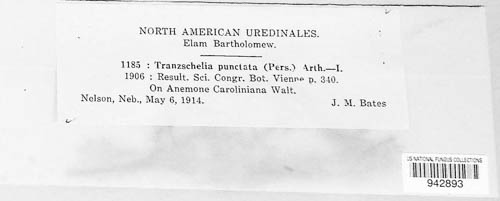 NORTH AMERICAN UREDINALES.
Elam Bartholomew.
1185 : Tranzschelia punctata (Pers.) Arth.—I.
1906 : Result. Sci. Congr. Bot. Vienne p. 340.
On Anemone Caroliniana Walt.
Nelson, Neb., May 6, 1914. J. M. Bates
US NATIONAL FUNGUS COLLECTIONS
942893